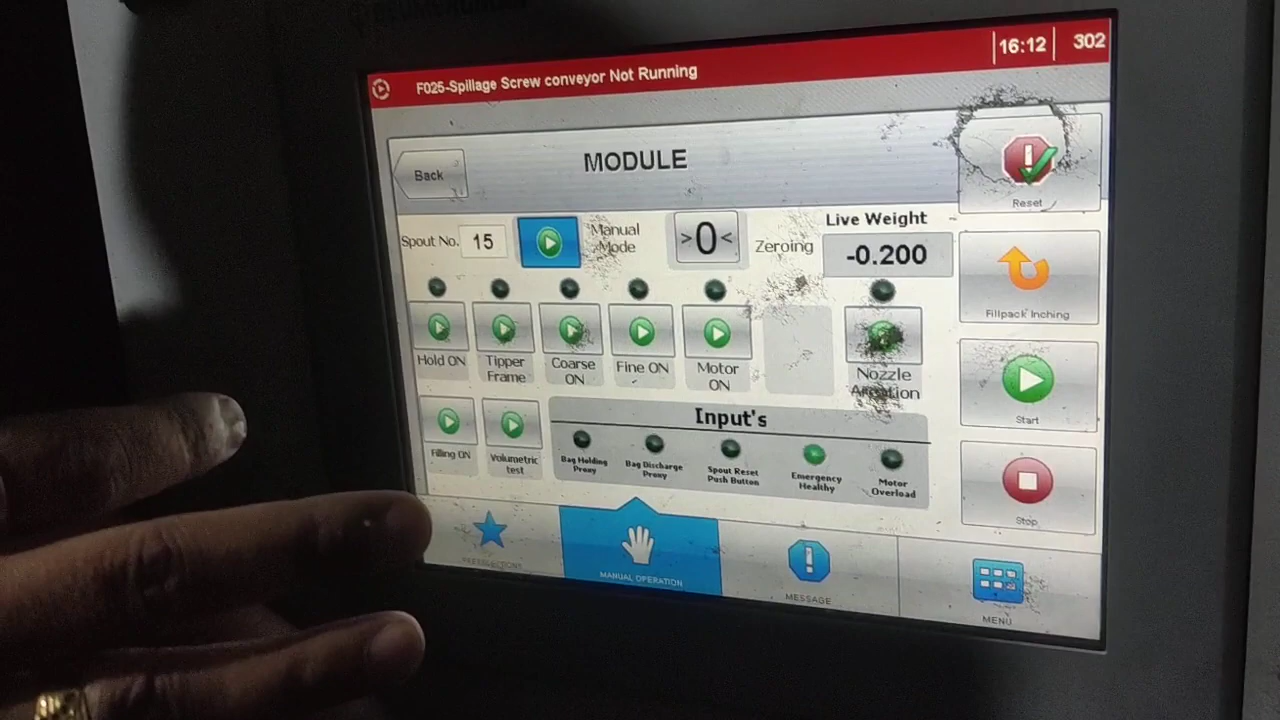 F025-Spillage Screw conveyor Not Running
16:12
302
Back
MODULE
Reset
Spout No. 15
Manual
Mode
>0<
Zeroing
Live Weight
-0.200
Fillpack Inching
Hold ON
Tipper
Frame
Coarse
ON
Fine ON
Motor
ON
Nozzle
Start
Filling ON
Volumetric
test
Input's
Bag Holding
Proxy
Bag Discharge
Proxy
Spout Reset
Push Button
Emergency
Healthy
Motor
Overload
Stop
MANUAL OPERATION
MESSAGE
MENU